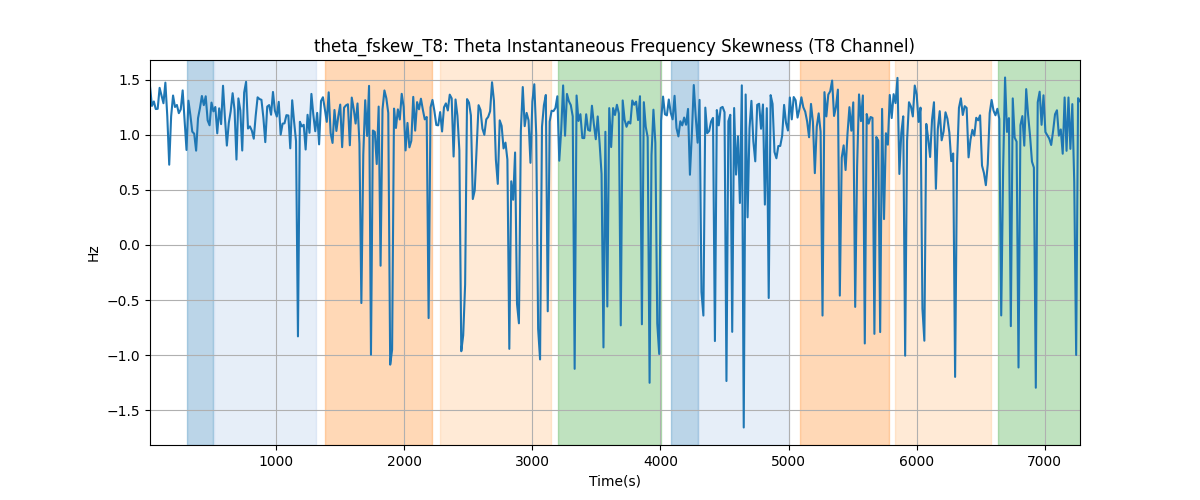 theta_fskew_T8: Theta Instantaneous Frequency Skewness (T8 Channel)
Hz
1.5
1.0
0.5
0.0
−0.5
−1.0
−1.5
1000 2000 3000 4000 5000 6000 7000
Time(s)